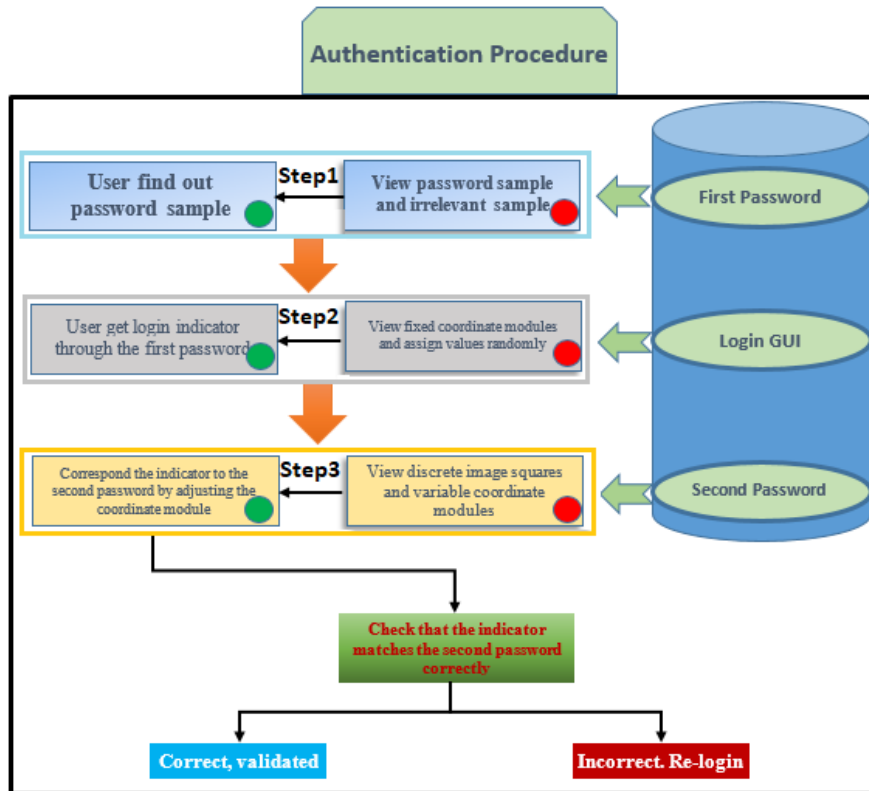 Authentication Procedure
User find out
password sample
Step1
View password sample
and irrelevant sample
First Password
User get login indicator
through the first password
Step2
View fixed coordinate modules
and assign values randomly
Login GUI
Correspond the indicator to the
second password by adjusting the
coordinate module
Step3
View discrete image squares
and variable coordinate
modules
Second Password
Check that the indicator
matches the second password
correctly
Correct, validated
Incorrect. Re-login